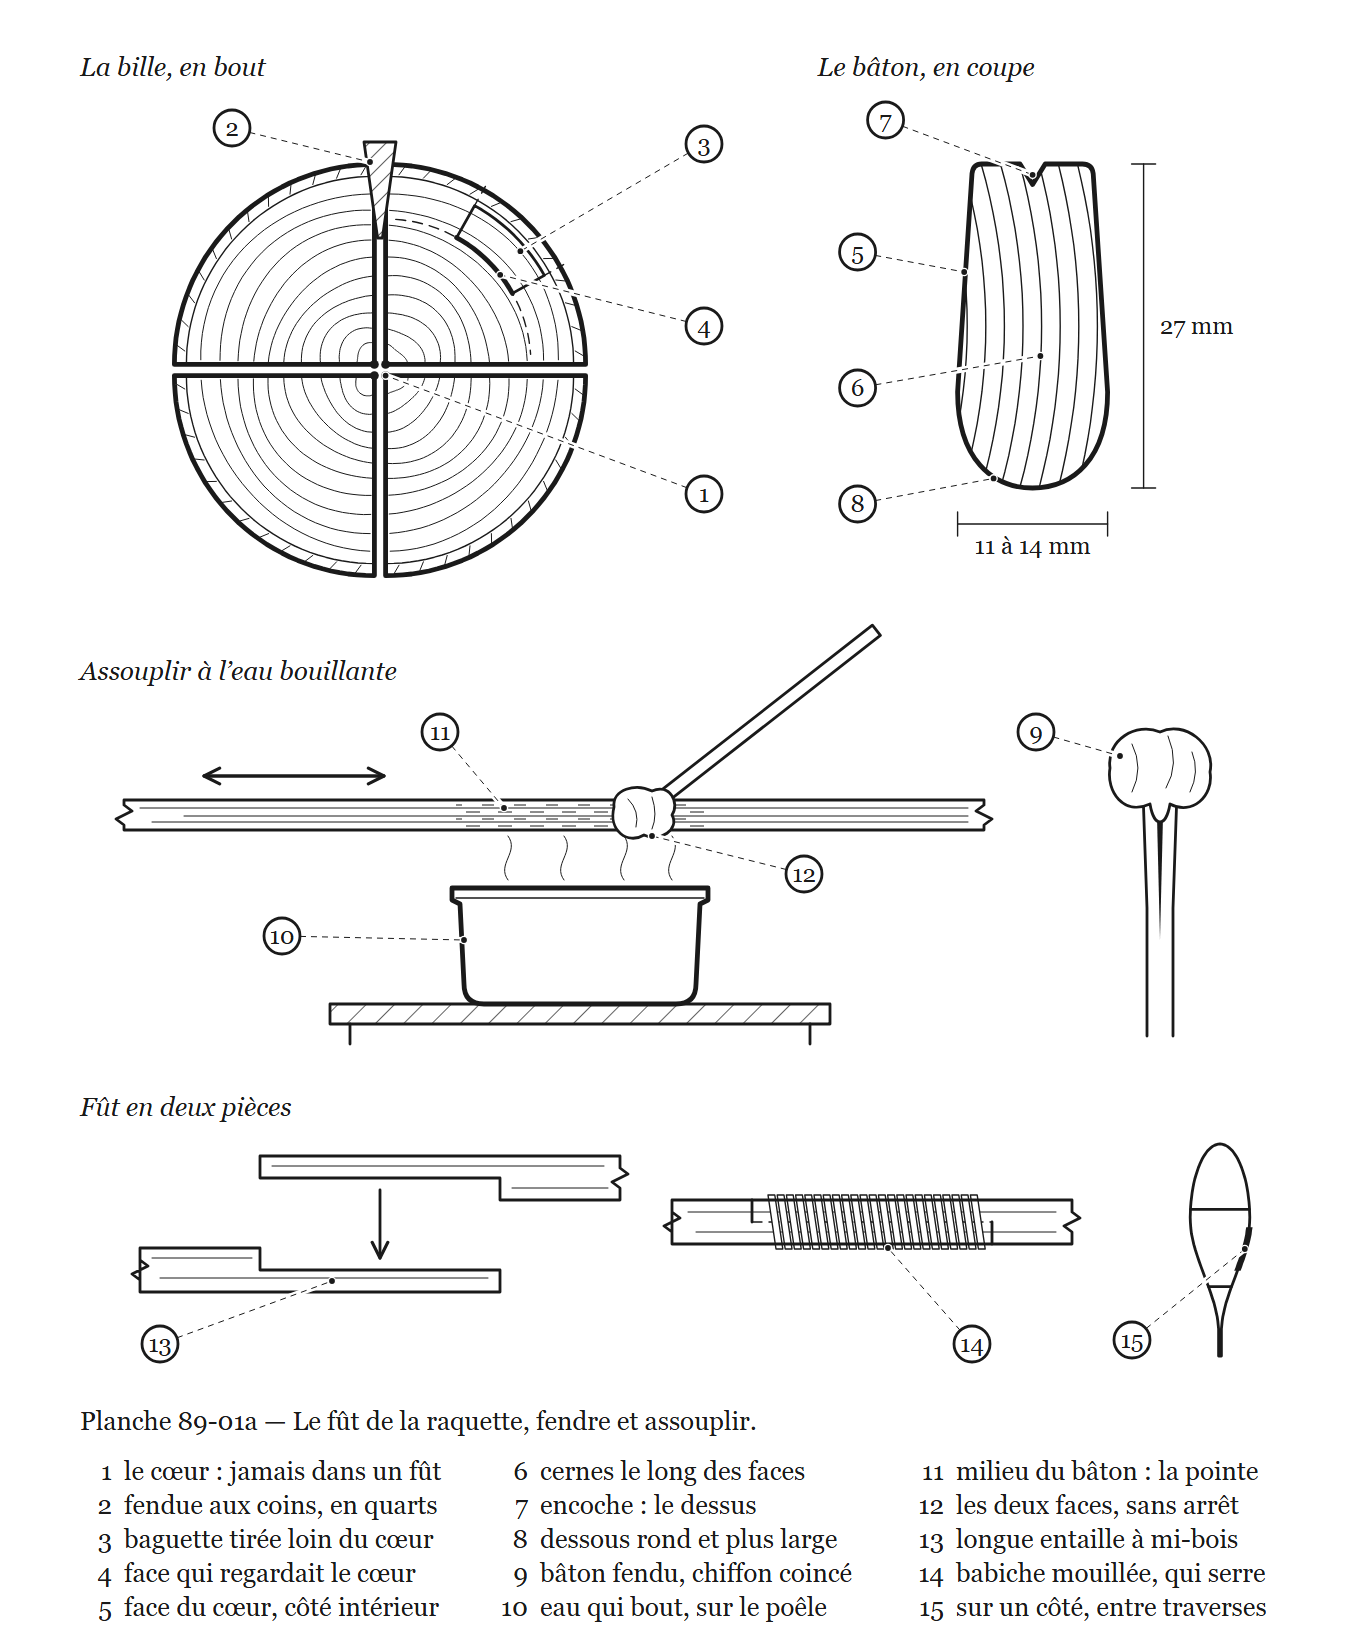 La bille, en bout
Le bâton, en coupe
2
3
4
1
7
5
6
8
27 mm
11 à 14 mm
Assouplir à l’eau bouillante
11
9
12
10
Fût en deux pièces
13
14
15
Planche 89-01a — Le fût de la raquette, fendre et assouplir.
1 le cœur : jamais dans un fût
2 fendue aux coins, en quarts
3 baguette tirée loin du cœur
4 face qui regardait le cœur
5 face du cœur, côté intérieur
6 cernes le long des faces
7 encoche : le dessus
8 dessous rond et plus large
9 bâton fendu, chiffon coincé
10 eau qui bout, sur le poêle
11 milieu du bâton : la pointe
12 les deux faces, sans arrêt
13 longue entaille à mi-bois
14 babiche mouillée, qui serre
15 sur un côté, entre traverses